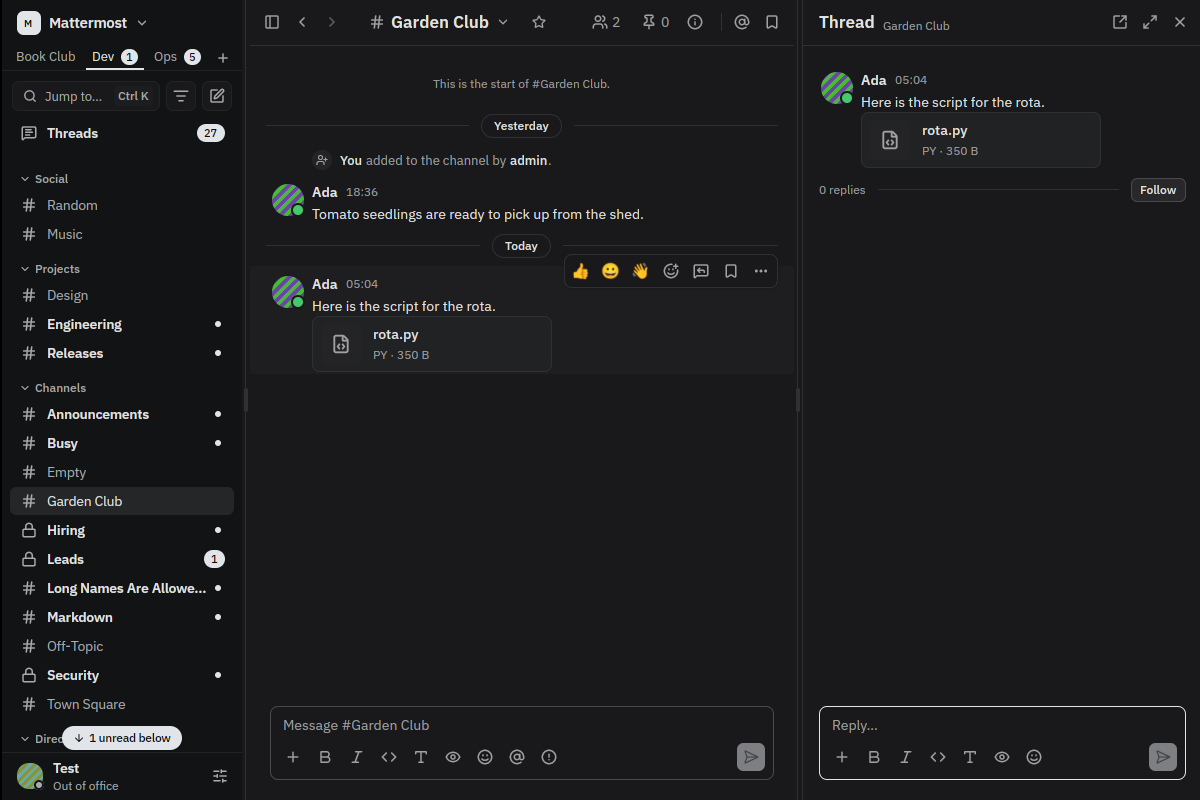 M Mattermost
Book Club Dev 1 Ops 5
Jump to... Ctrl K
Threads 27
Social
Random
Music
Projects
Design
Engineering
Releases
Channels
Announcements
Busy
Empty
Garden Club
Hiring
Leads 1
Long Names Are Allowe...
Markdown
Off-Topic
Security
Town Square
Direc
1 unread below
Test
Out of office
# Garden Club 2 0
This is the start of #Garden Club.
Yesterday
You added to the channel by admin.
Ada 18:36
Tomato seedlings are ready to pick up from the shed.
Today
Ada 05:04
Here is the script for the rota.
rota.py
PY · 350 B
Message #Garden Club
Thread Garden Club
Ada 05:04
Here is the script for the rota.
rota.py
PY · 350 B
0 replies Follow
Reply...